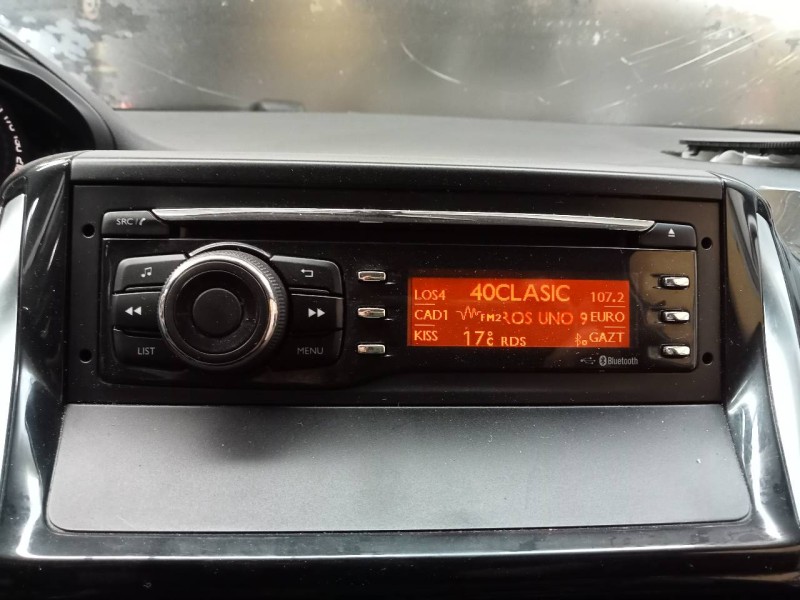 SRC/
LIST
MENU
LOS4 40CLASIC 107.2
CAD1 FM2 ROS UNO 9 EURO
KISS 17°C RDS GAZT
Bluetooth